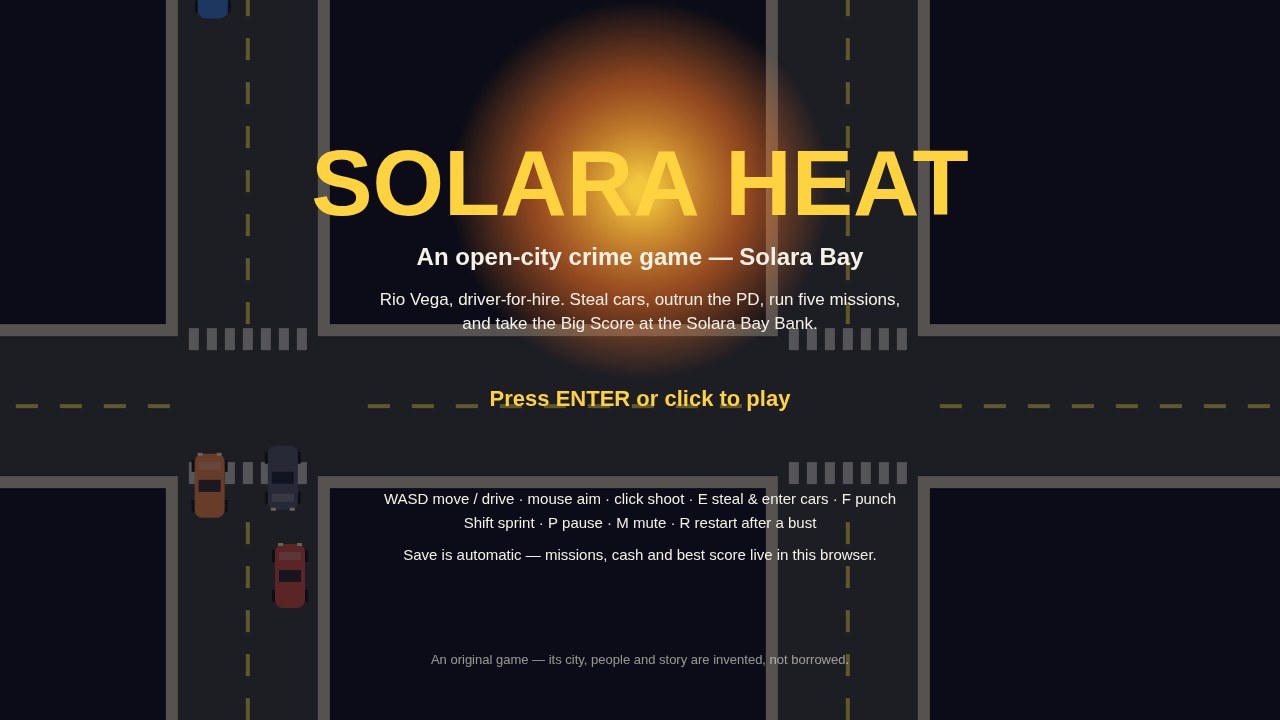 SOLARA HEAT
An open-city crime game — Solara Bay
Rio Vega, driver-for-hire. Steal cars, outrun the PD, run five missions,
and take the Big Score at the Solara Bay Bank.
Press ENTER or click to play
WASD move / drive · mouse aim · click shoot · E steal & enter cars · F punch
Shift sprint · P pause · M mute · R restart after a bust
Save is automatic — missions, cash and best score live in this browser.
An original game — its city, people and story are invented, not borrowed.